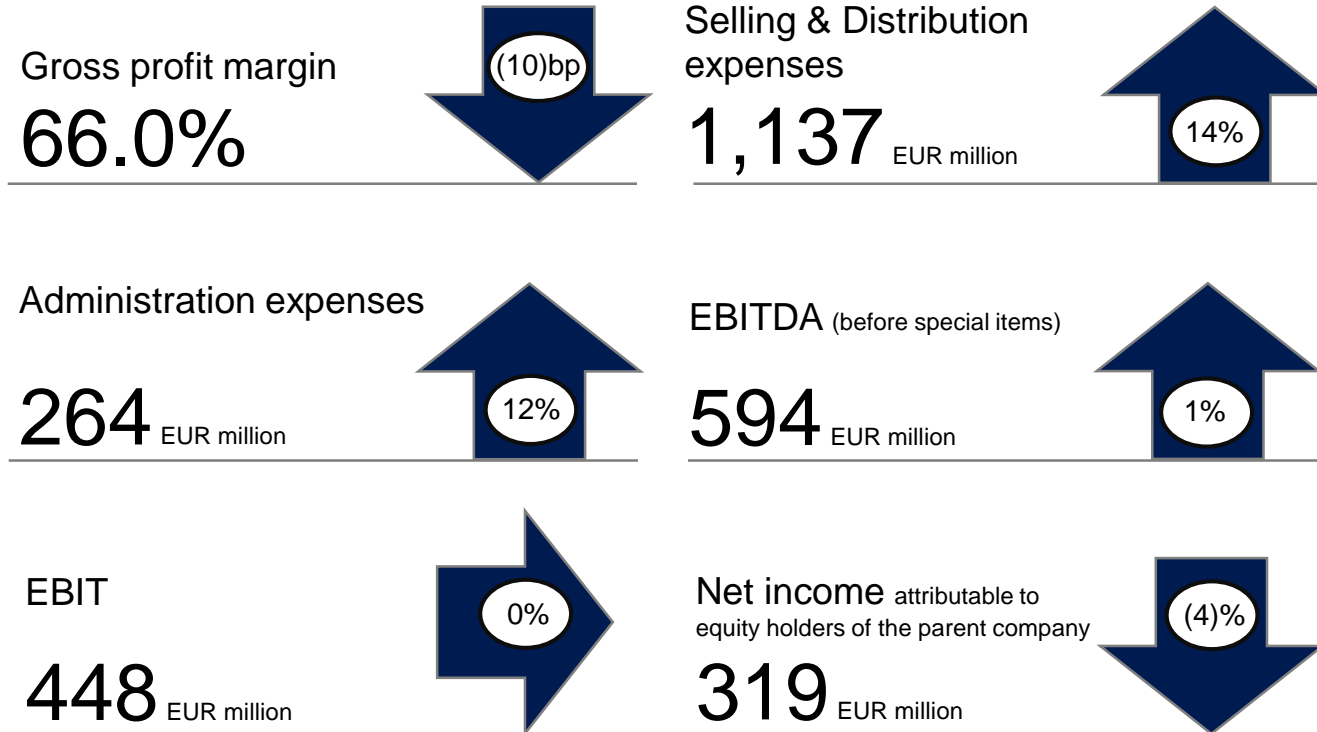 Gross profit margin
66.0%
(10)bp
Selling & Distribution
expenses
1,137 EUR million
14%
Administration expenses
264 EUR million
12%
EBITDA (before special items)
594 EUR million
1%
EBIT
448 EUR million
0%
Net income attributable to
equity holders of the parent company
319 EUR million
(4)%